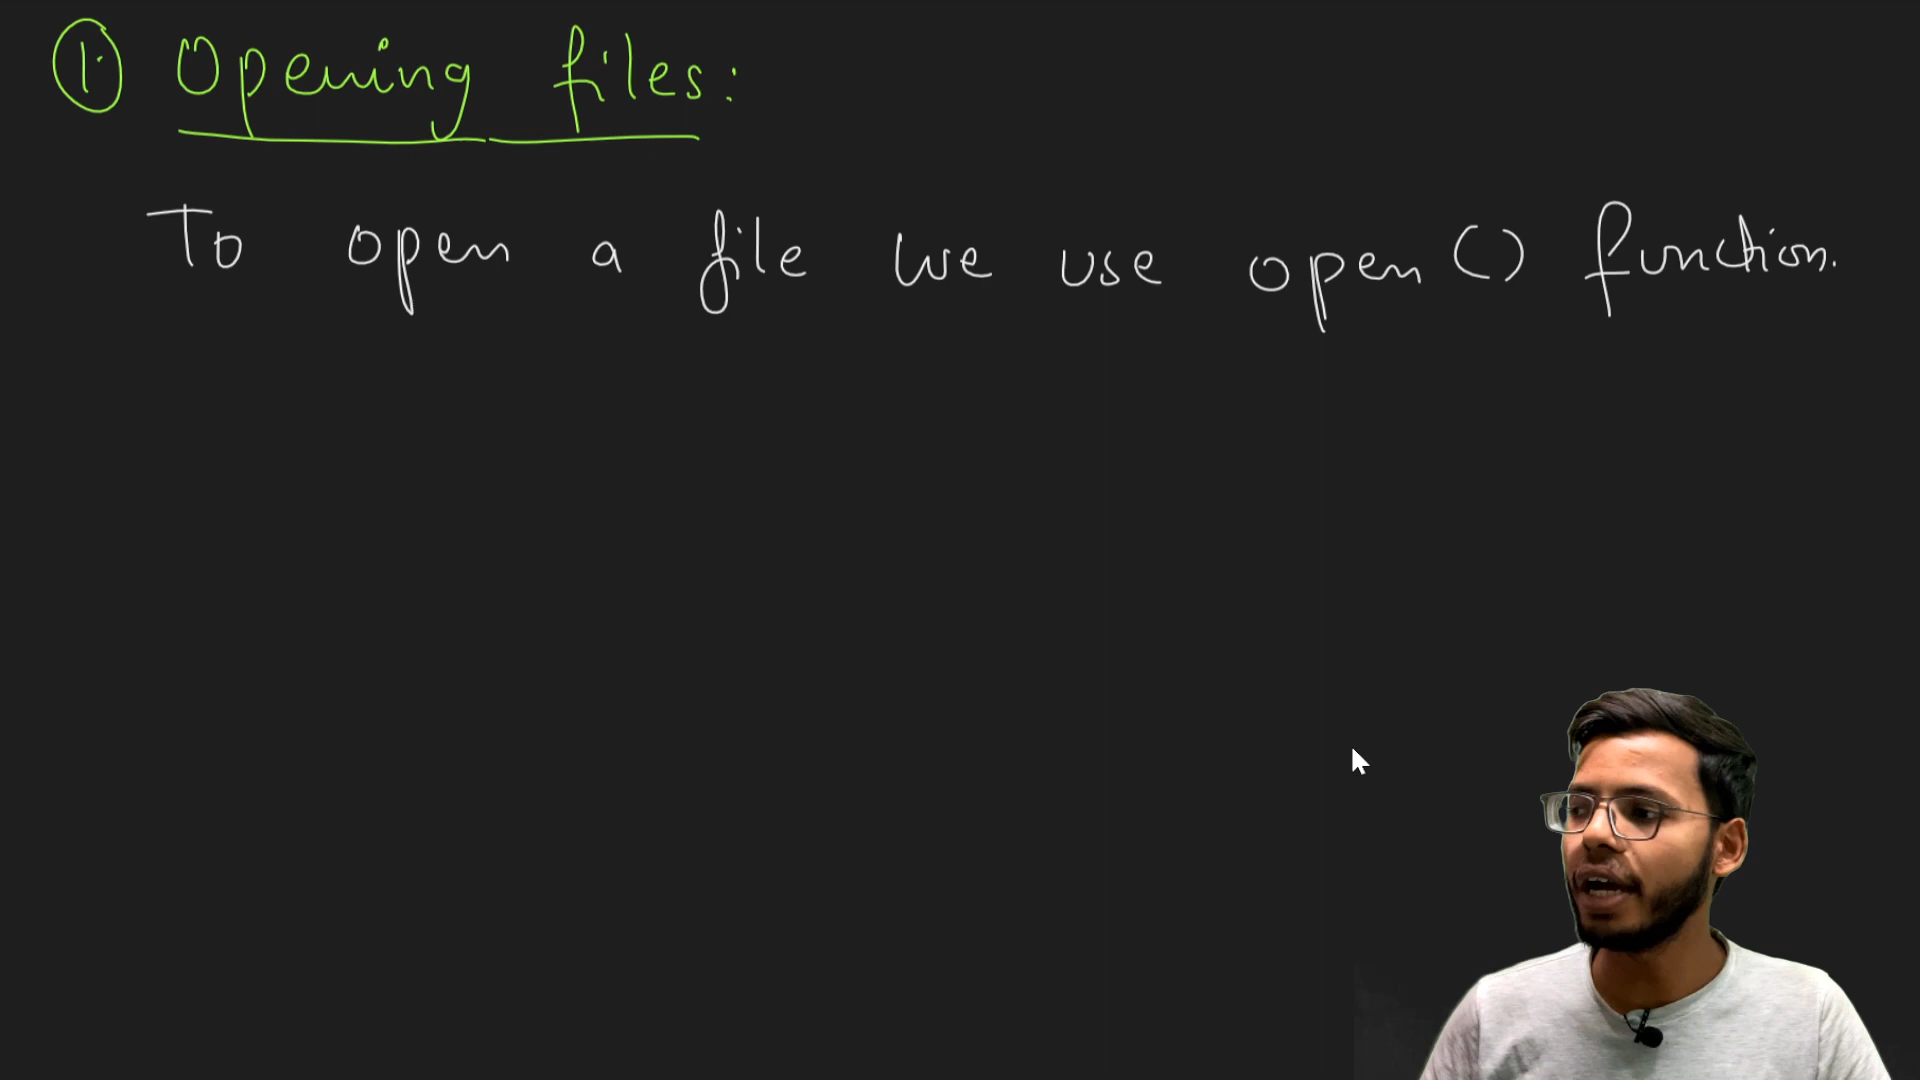 ① Opening files:
To open a file we use open() function.